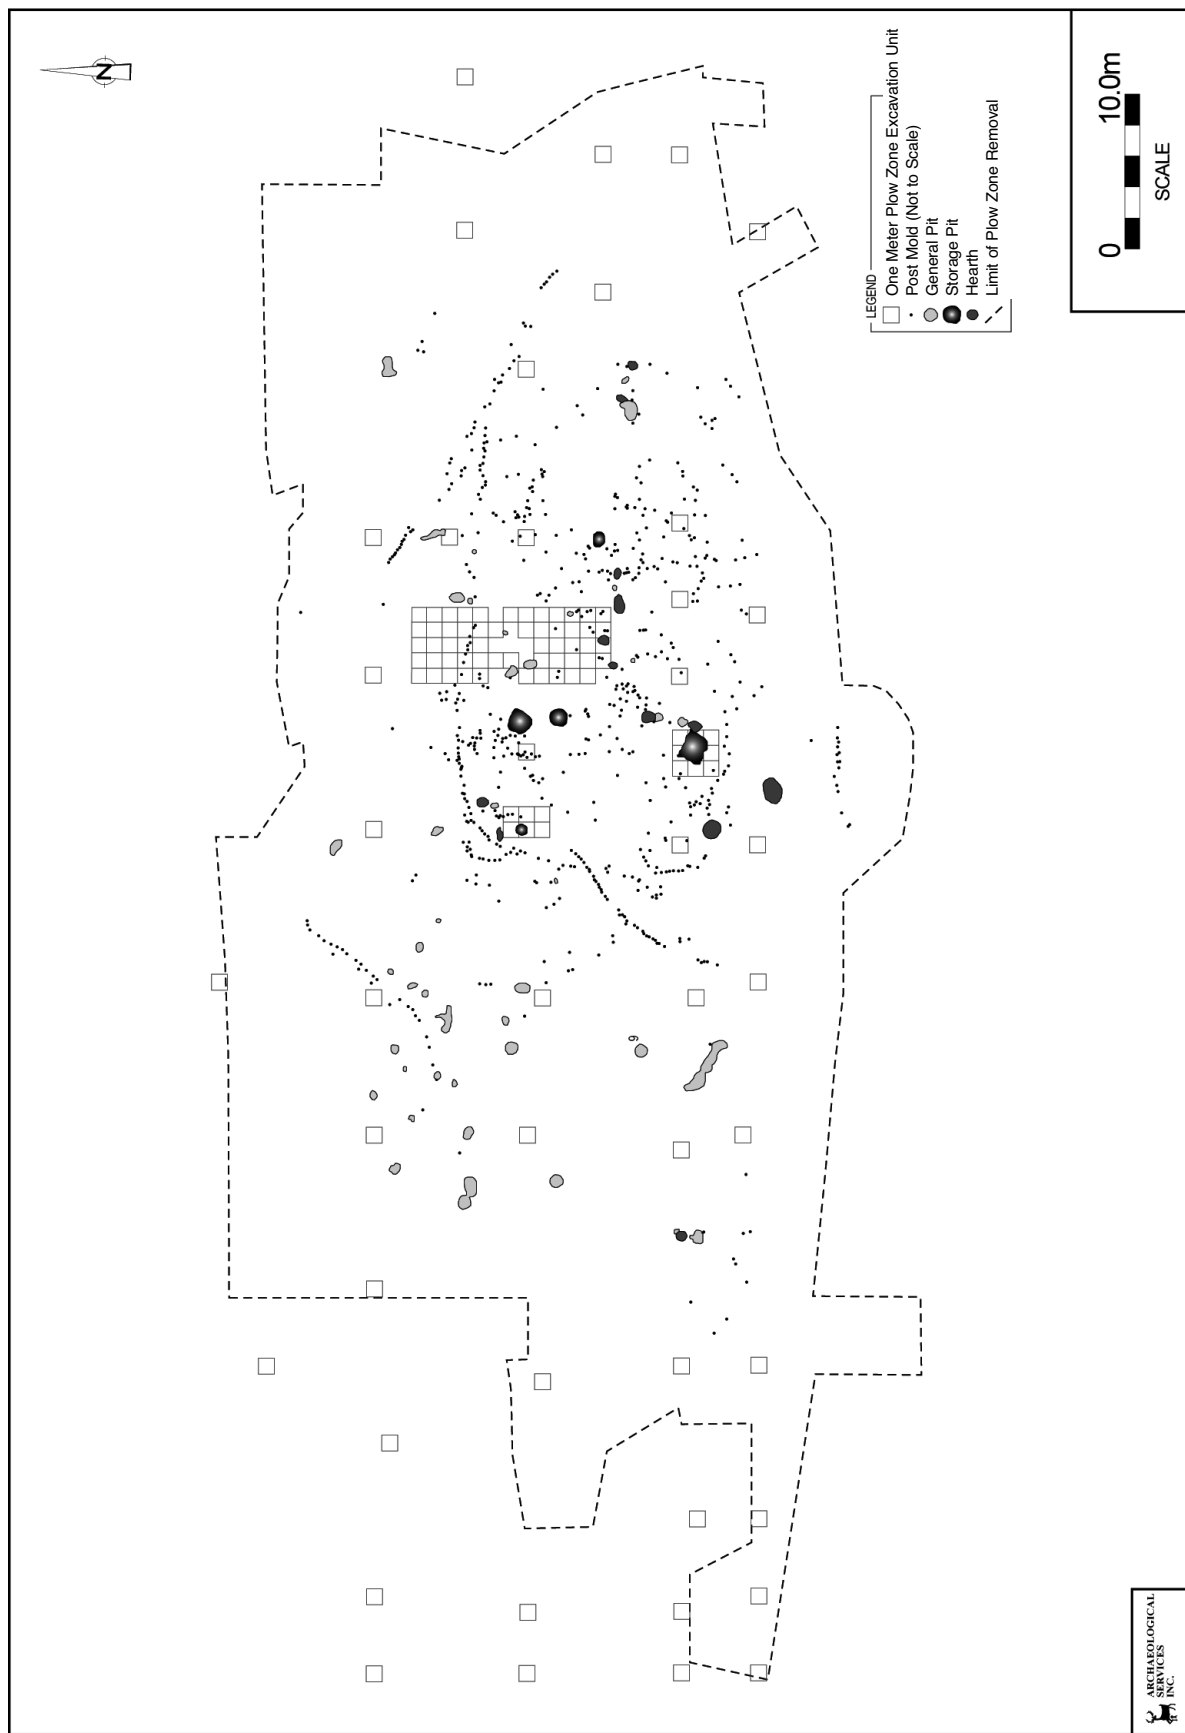 N
LEGEND
One Meter Plow Zone Excavation Unit
Post Mold (Not to Scale)
General Pit
Storage Pit
Hearth
Limit of Plow Zone Removal
0 10.0m
SCALE
9
ARCHAEOLOGICAL
SERVICES
INC.